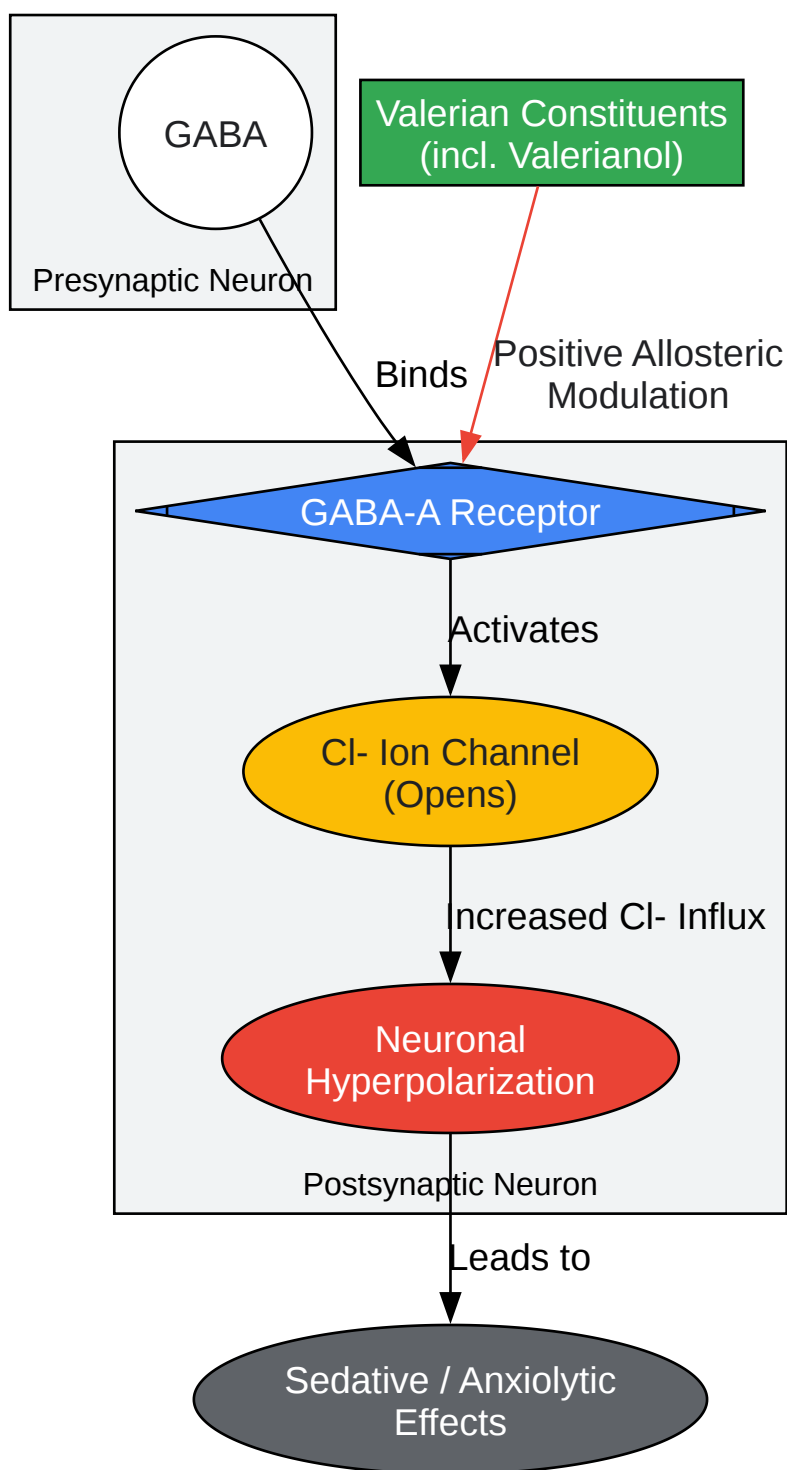 GABA
Presynaptic Neuron
Valerian Constituents
(incl. Valerianol)
Binds
Positive Allosteric
Modulation
GABA-A Receptor
Activates
Cl- Ion Channel
(Opens)
Increased Cl- Influx
Neuronal
Hyperpolarization
Postsynaptic Neuron
Leads to
Sedative / Anxiolytic
Effects